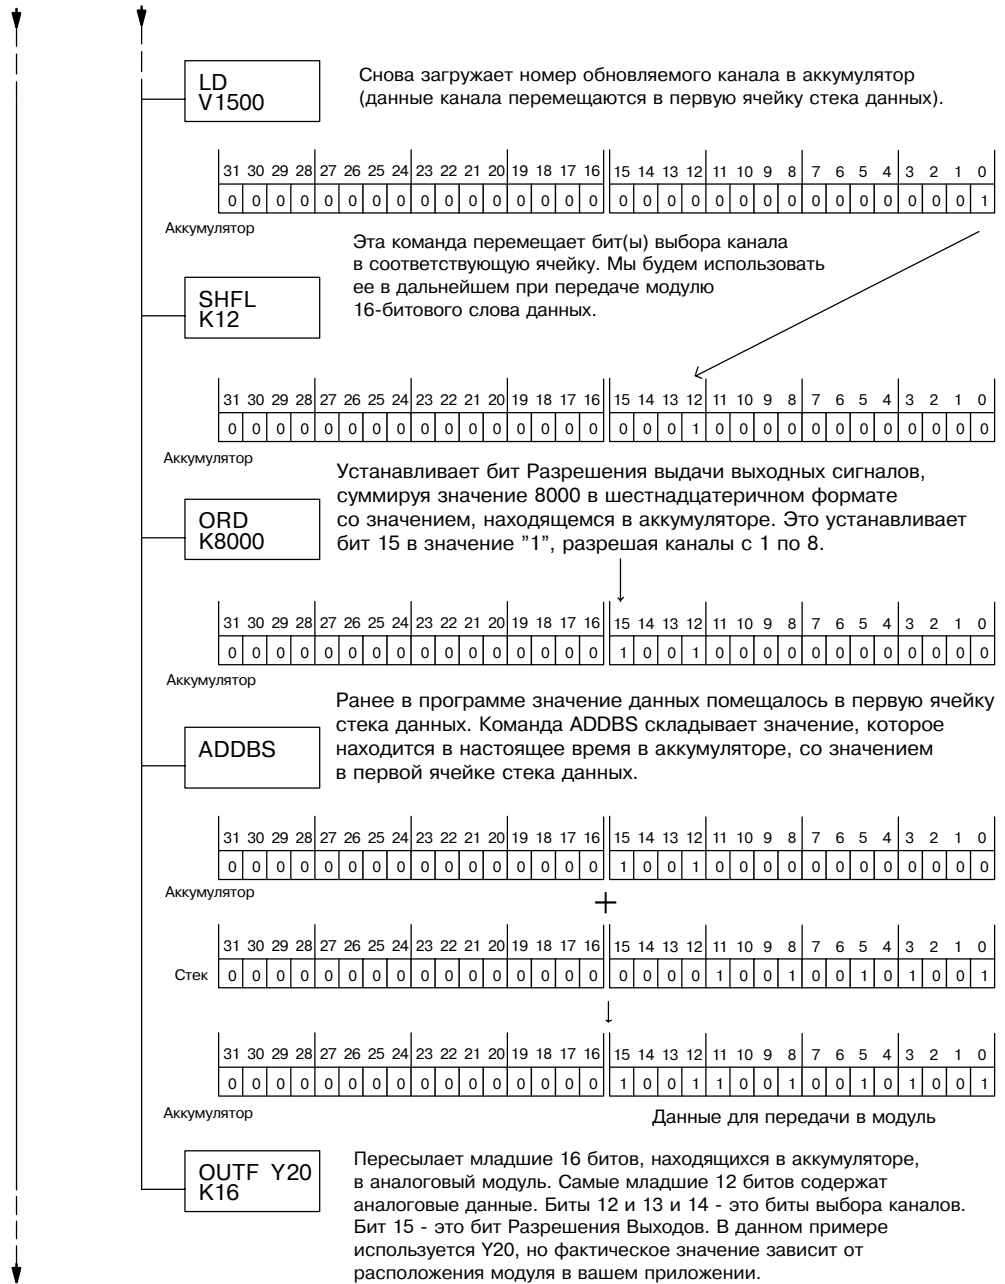 LD
V1500
Снова загружает номер обновляемого канала в аккумулятор
(данные канала перемещаются в первую ячейку стека данных).
31 30 29 28 27 26 25 24 23 22 21 20 19 18 17 16 15 14 13 12 11 10 9 8 7 6 5 4 3 2 1 0
0 0 0 0 0 0 0 0 0 0 0 0 0 0 0 0 0 0 0 0 0 0 0 0 0 0 0 0 0 0 0 1
Аккумулятор
Эта команда перемещает бит(ы) выбора канала
в соответствующую ячейку. Мы будем использовать
ее в дальнейшем при передаче модулю
16-битового слова данных.
SHFL
K12
31 30 29 28 27 26 25 24 23 22 21 20 19 18 17 16 15 14 13 12 11 10 9 8 7 6 5 4 3 2 1 0
0 0 0 0 0 0 0 0 0 0 0 0 0 0 0 0 0 0 0 1 0 0 0 0 0 0 0 0 0 0 0 0
Аккумулятор
Устанавливает бит Разрешения выдачи выходных сигналов,
суммируя значение 8000 в шестнадцатеричном формате
со значением, находящемся в аккумуляторе. Это устанавливает
бит 15 в значение ”1”, разрешая каналы с 1 по 8.
ORD
K8000
31 30 29 28 27 26 25 24 23 22 21 20 19 18 17 16 15 14 13 12 11 10 9 8 7 6 5 4 3 2 1 0
0 0 0 0 0 0 0 0 0 0 0 0 0 0 0 0 1 0 0 1 0 0 0 0 0 0 0 0 0 0 0 0
Аккумулятор
Ранее в программе значение данных помещалось в первую ячейку
стека данных. Команда ADDBS складывает значение, которое
находится в настоящее время в аккумуляторе, со значением
в первой ячейке стека данных.
ADDBS
31 30 29 28 27 26 25 24 23 22 21 20 19 18 17 16 15 14 13 12 11 10 9 8 7 6 5 4 3 2 1 0
0 0 0 0 0 0 0 0 0 0 0 0 0 0 0 0 1 0 0 1 0 0 0 0 0 0 0 0 0 0 0 0
Аккумулятор
+
31 30 29 28 27 26 25 24 23 22 21 20 19 18 17 16 15 14 13 12 11 10 9 8 7 6 5 4 3 2 1 0
Стек 0 0 0 0 0 0 0 0 0 0 0 0 0 0 0 0 0 0 0 0 1 0 0 1 0 0 1 0 1 0 0 1
31 30 29 28 27 26 25 24 23 22 21 20 19 18 17 16 15 14 13 12 11 10 9 8 7 6 5 4 3 2 1 0
0 0 0 0 0 0 0 0 0 0 0 0 0 0 0 0 1 0 0 1 1 0 0 1 0 0 1 0 1 0 0 1
Аккумулятор
Данные для передачи в модуль
OUTF Y20
K16
Пересылает младшие 16 битов, находящихся в аккумуляторе,
в аналоговый модуль. Самые младшие 12 битов содержат
аналоговые данные. Биты 12 и 13 и 14 - это биты выбора каналов.
Бит 15 - это бит Разрешения Выходов. В данном примере
используется Y20, но фактическое значение зависит от
расположения модуля в вашем приложении.